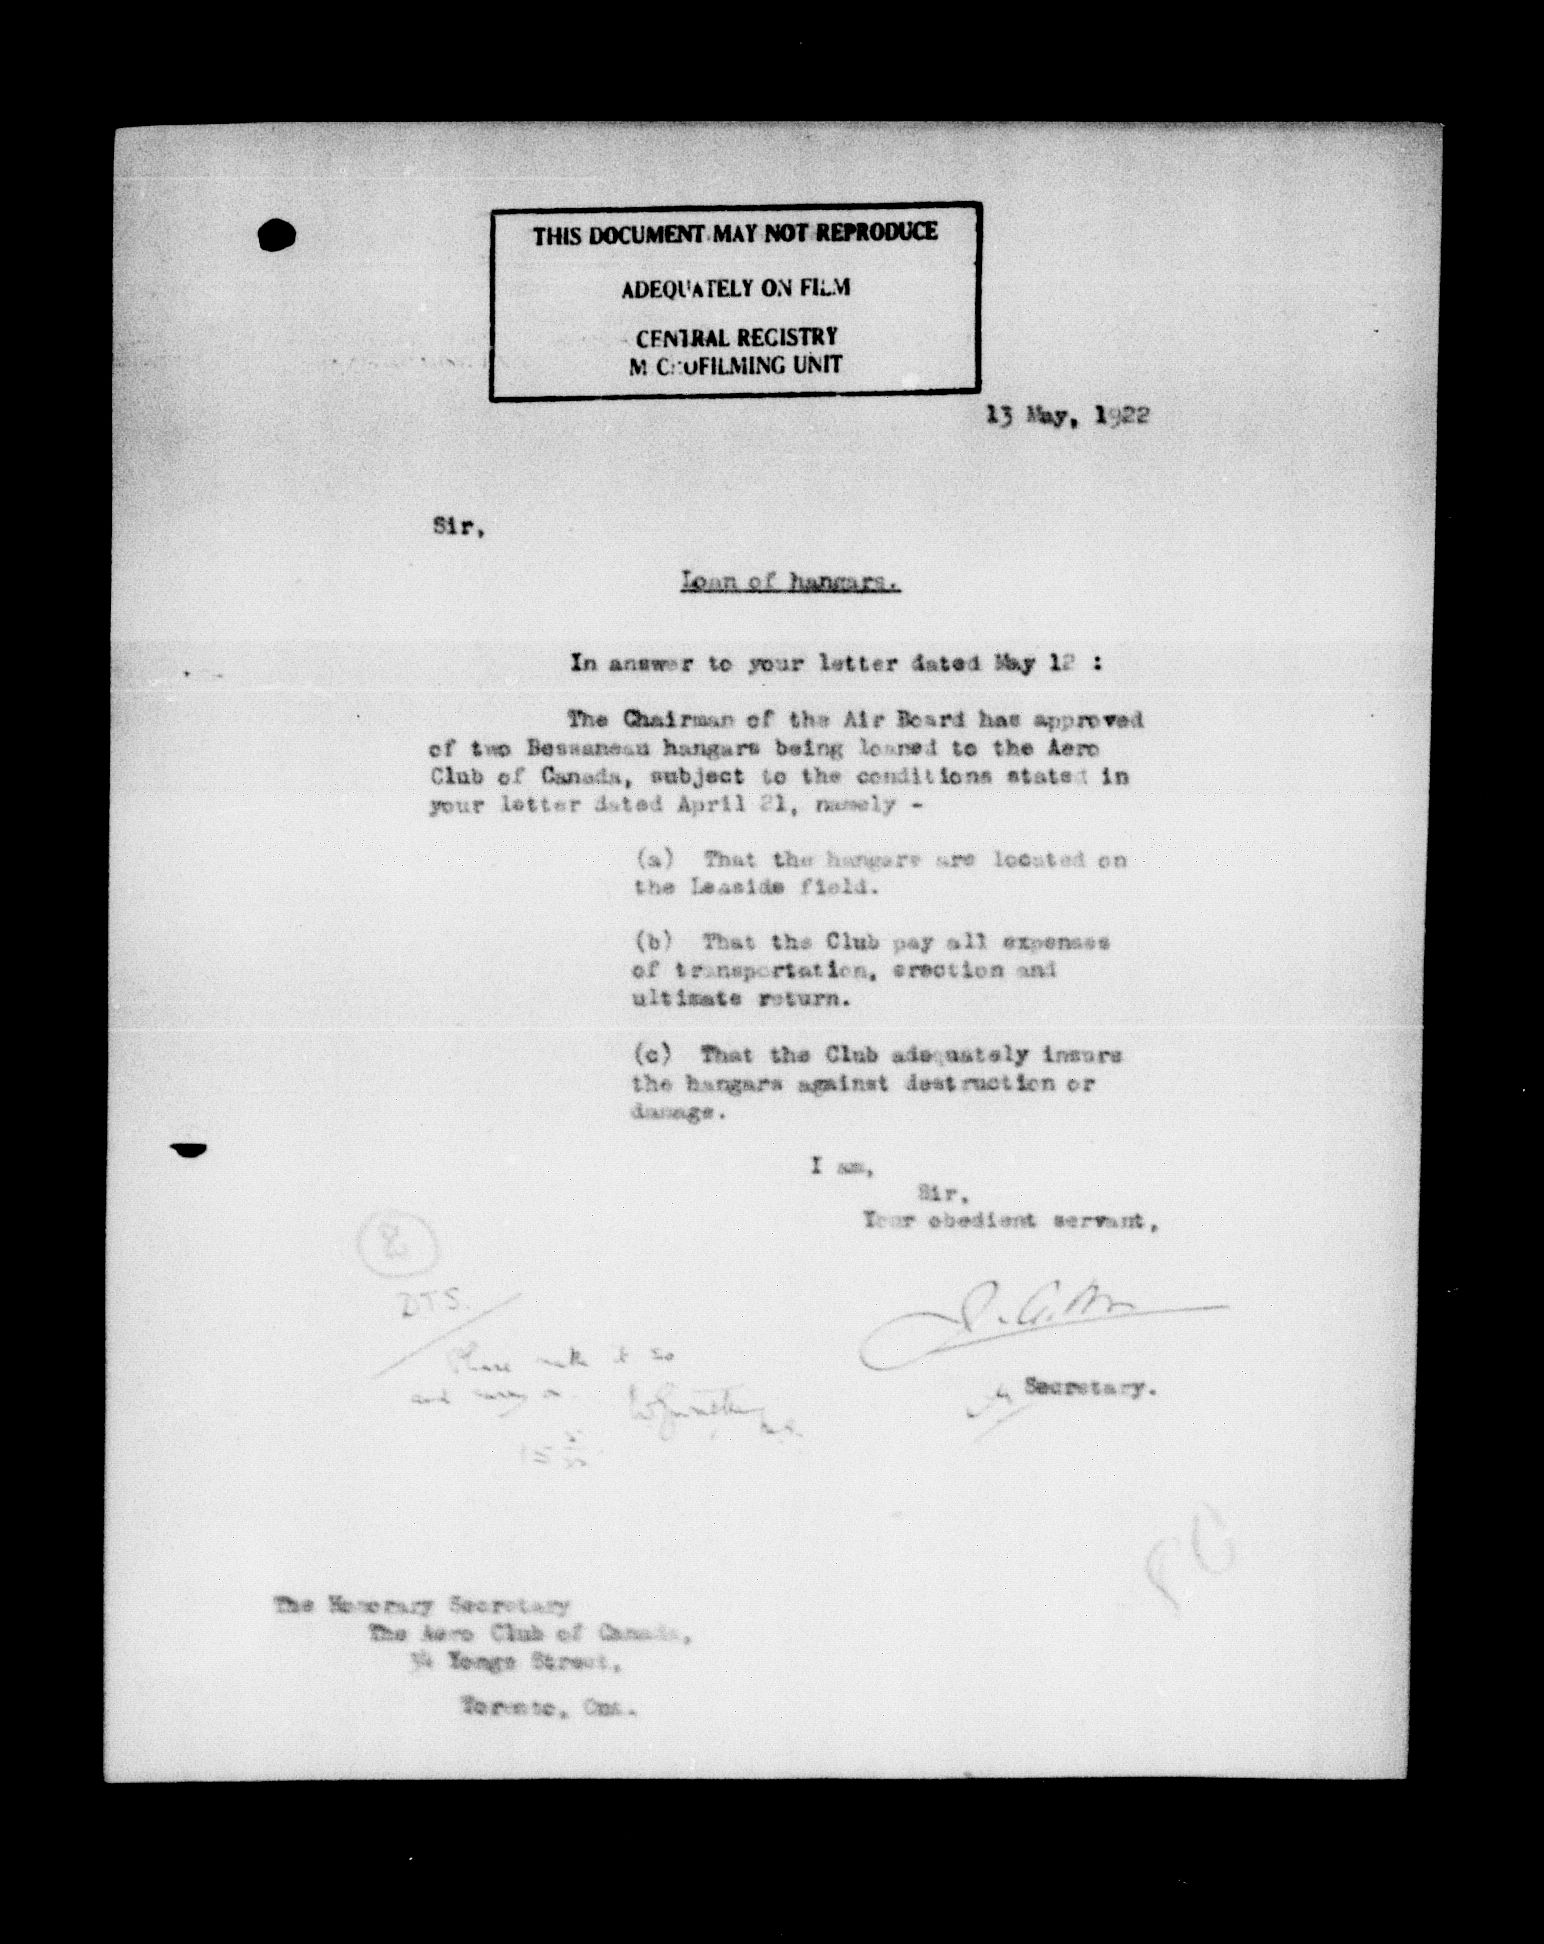 THIS DOCUMENT MAY NOT REPRODUCE
ADEQUATELY ON FILM
CENTRAL REGISTRY
MICROFILMING UNIT
13 May, 1922
Sir,
Loan of hangars.
In answer to your letter dated May 12 :
The Chairman of the Air Board has approved
of two Bessaneau hangars being loaned to the Aero
Club of Canada, subject to the conditions stated in
your letter dated April 21, namely -
(a) That the hangars are located on
the Leaside field.
(b) That the Club pay all expenses
of transportation, erection and
ultimate return.
(c) That the Club adequately insure
the hangars against destruction or
damage.
I am,
Sir,
Your obedient servant,
8
D.T.S.
Please
and
Secretary.
The Honorary Secretary
The Aero Club of Canada,
34 Yonge Street,
Toronto, Ont.